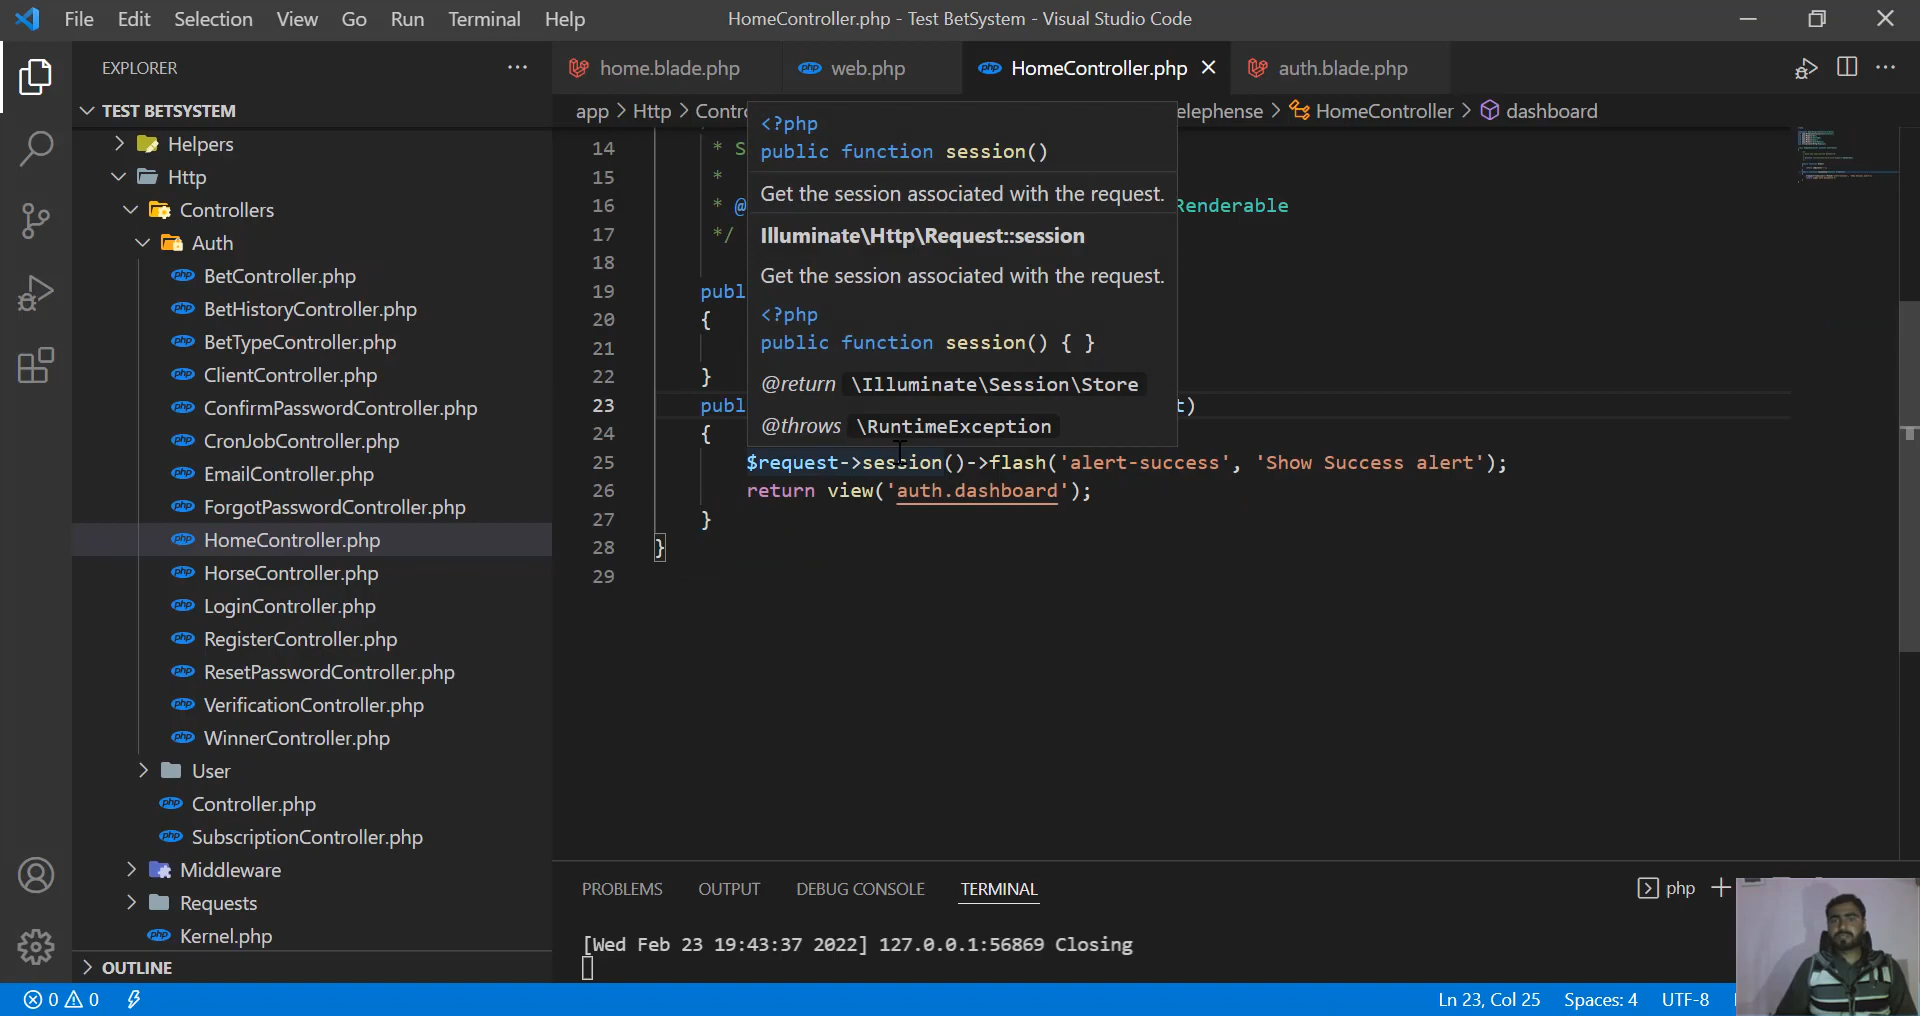 File Edit Selection View Go Run Terminal Help
HomeController.php - Test BetSystem - Visual Studio Code
EXPLORER
TEST BETSYSTEM
Helpers
Http
Controllers
Auth
BetController.php
BetHistoryController.php
BetTypeController.php
ClientController.php
ConfirmPasswordController.php
CronJobController.php
EmailController.php
ForgotPasswordController.php
HomeController.php
HorseController.php
LoginController.php
RegisterController.php
ResetPasswordController.php
VerificationController.php
WinnerController.php
User
Controller.php
SubscriptionController.php
Middleware
Requests
Kernel.php
OUTLINE
home.blade.php
web.php
HomeController.php
auth.blade.php
app > Http > Contr
elephense > HomeController > dashboard
<?php
public function session()
Get the session associated with the request.
Illuminate\Http\Request::session
Get the session associated with the request.
<?php
public function session() { }
@return \Illuminate\Session\Store
@throws \RuntimeException
14 * S
15 *
16 * @ Renderable
17 */
18
19 publ
20 {
21
22 }
23 publ t)
24 {
25 $request->session()->flash('alert-success', 'Show Success alert');
26 return view('auth.dashboard');
27 }
28 }
29
PROBLEMS OUTPUT DEBUG CONSOLE TERMINAL
php
[Wed Feb 23 19:43:37 2022] 127.0.0.1:56869 Closing
0 0
Ln 23, Col 25 Spaces: 4 UTF-8